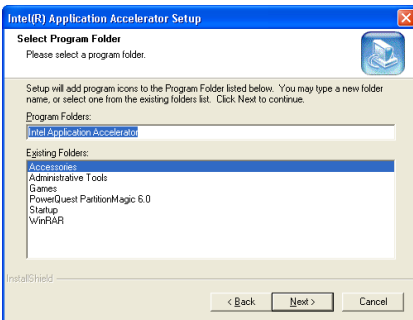 Intel(R) Application Accelerator Setup
Select Program Folder
Please select a program folder.
Setup will add program icons to the Program Folder listed below. You may type a new folder
name, or select one from the existing folders list. Click Next to continue.
Program Folders:
Intel Application Accelerator
Existing Folders:
Accessories
Administrative Tools
Games
PowerQuest PartitionMagic 6.0
Startup
WinRAR
InstallShield
< Back
Next >
Cancel